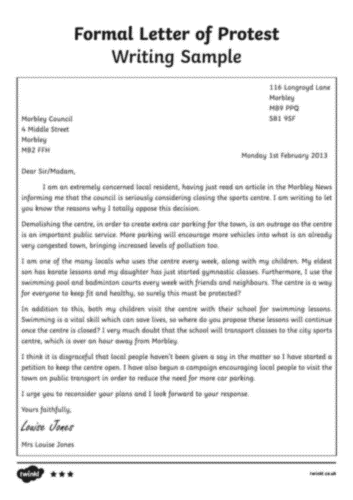 Formal Letter of Protest
Writing Sample
116 Longroyd Lane
Morbley
MB9 PPQ
SB1 9SF
Morbley Council
4 Middle Street
Morbley
MB2 FFH
Monday 1st February 2013
Dear Sir/Madam,
I am an extremely concerned local resident, having just read an article in the Morbley News
informing me that the council is seriously considering closing the sports centre. I am writing to let
you know the reasons why I totally oppose this decision.
Demolishing the centre, in order to create extra car parking for the town, is an outrage as the centre
is an important public service. More parking will encourage more vehicles into what is an already
very congested town, bringing increased levels of pollution too.
I am one of the many locals who uses the centre every week, along with my children. My eldest
son has karate lessons and my daughter has just started gymnastic classes. Furthermore, I use the
swimming pool and badminton courts every week with friends and neighbours. The centre is a way
for everyone to keep fit and healthy, so surely this must be protected?
In addition to this, both my children visit the centre with their school for swimming lessons.
Swimming is a vital skill which can save lives, so where do you propose these lessons will continue
once the centre is closed? I very much doubt that the school will transport classes to the city sports
centre, which is over an hour away from Morbley.
I think it is disgraceful that local people haven't been given a say in the matter so I have started a
petition to keep the centre open. I have also begun a campaign encouraging local people to visit the
town on public transport in order to reduce the need for more car parking.
I urge you to reconsider your plans and I look forward to your response.
Yours faithfully,
Louise Jones
Mrs Louise Jones
twinkl
twinkl.co.uk